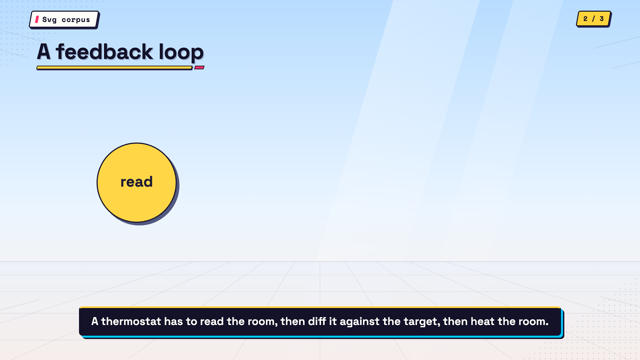 Svg corpus
2 / 3
A feedback loop
read
A thermostat has to read the room, then diff it against the target, then heat the room.